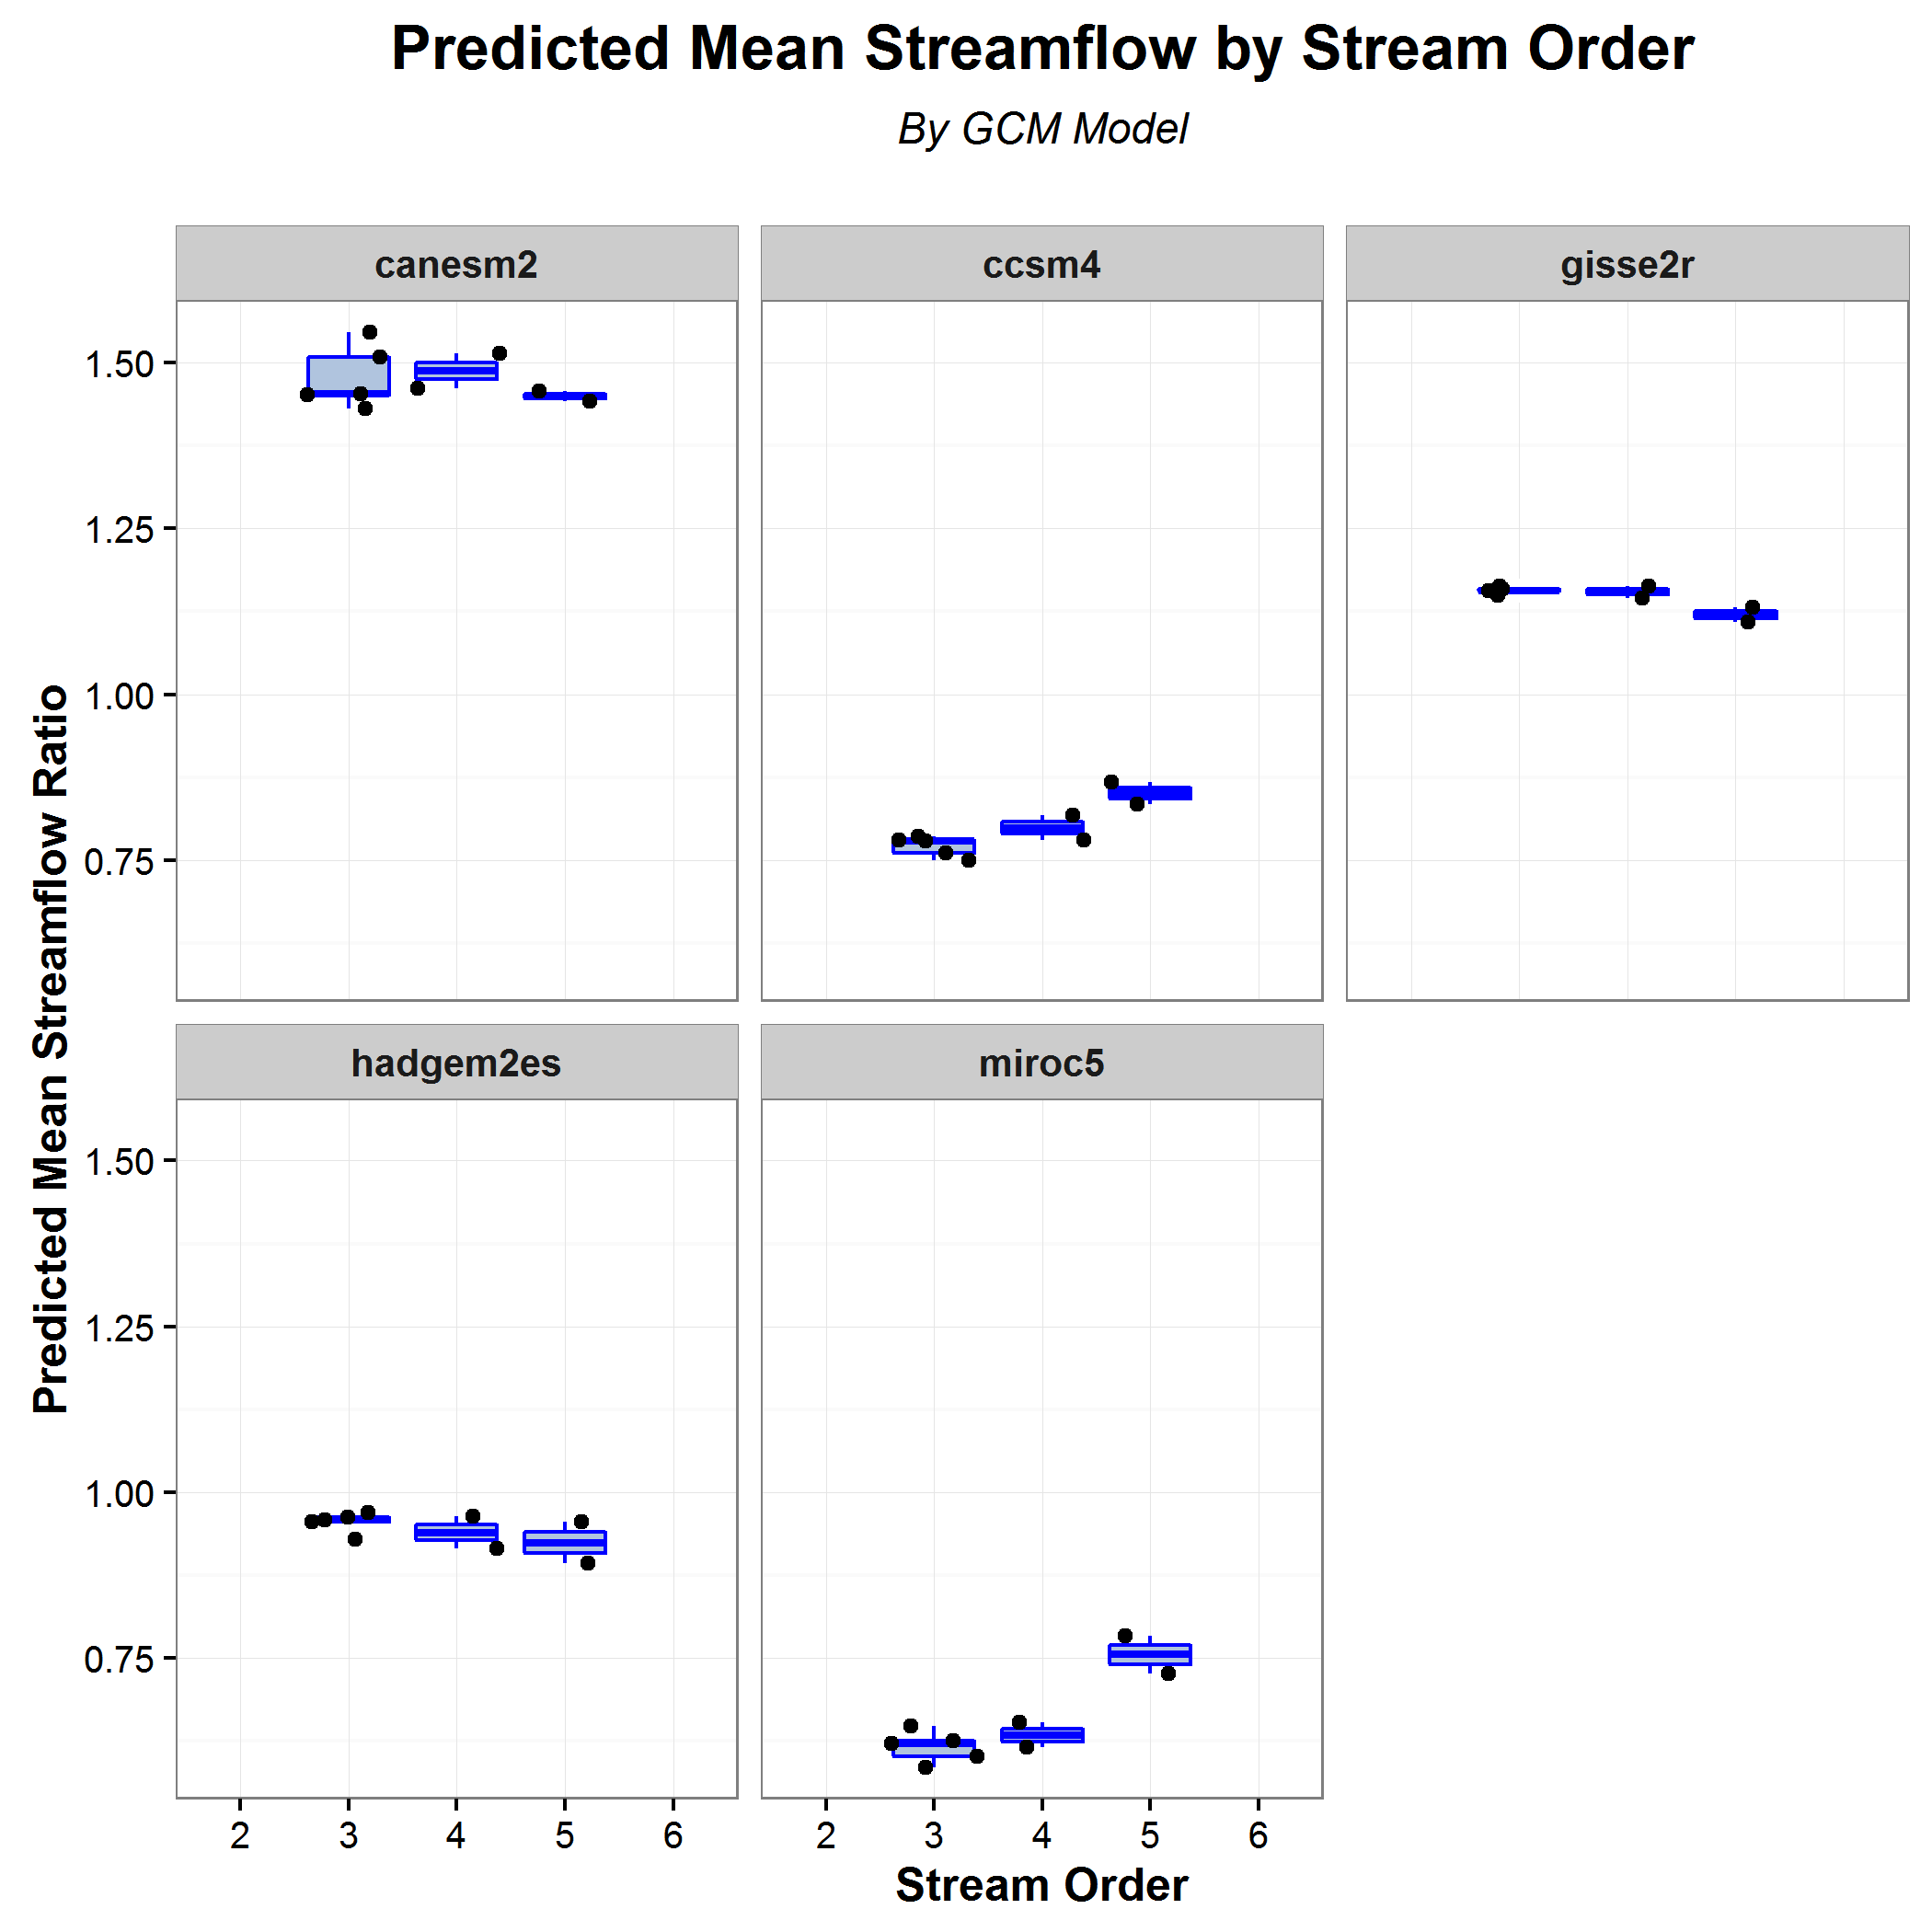 Predicted Mean Streamflow by Stream Order
By GCM Model
canesm2
ccsm4
gisse2r
1.50
1.25
1.00
0.75
Predicted Mean Streamflow Ratio
hadgem2es
miroc5
1.50
1.25
1.00
0.75
2 3 4 5 6
2 3 4 5 6
Stream Order